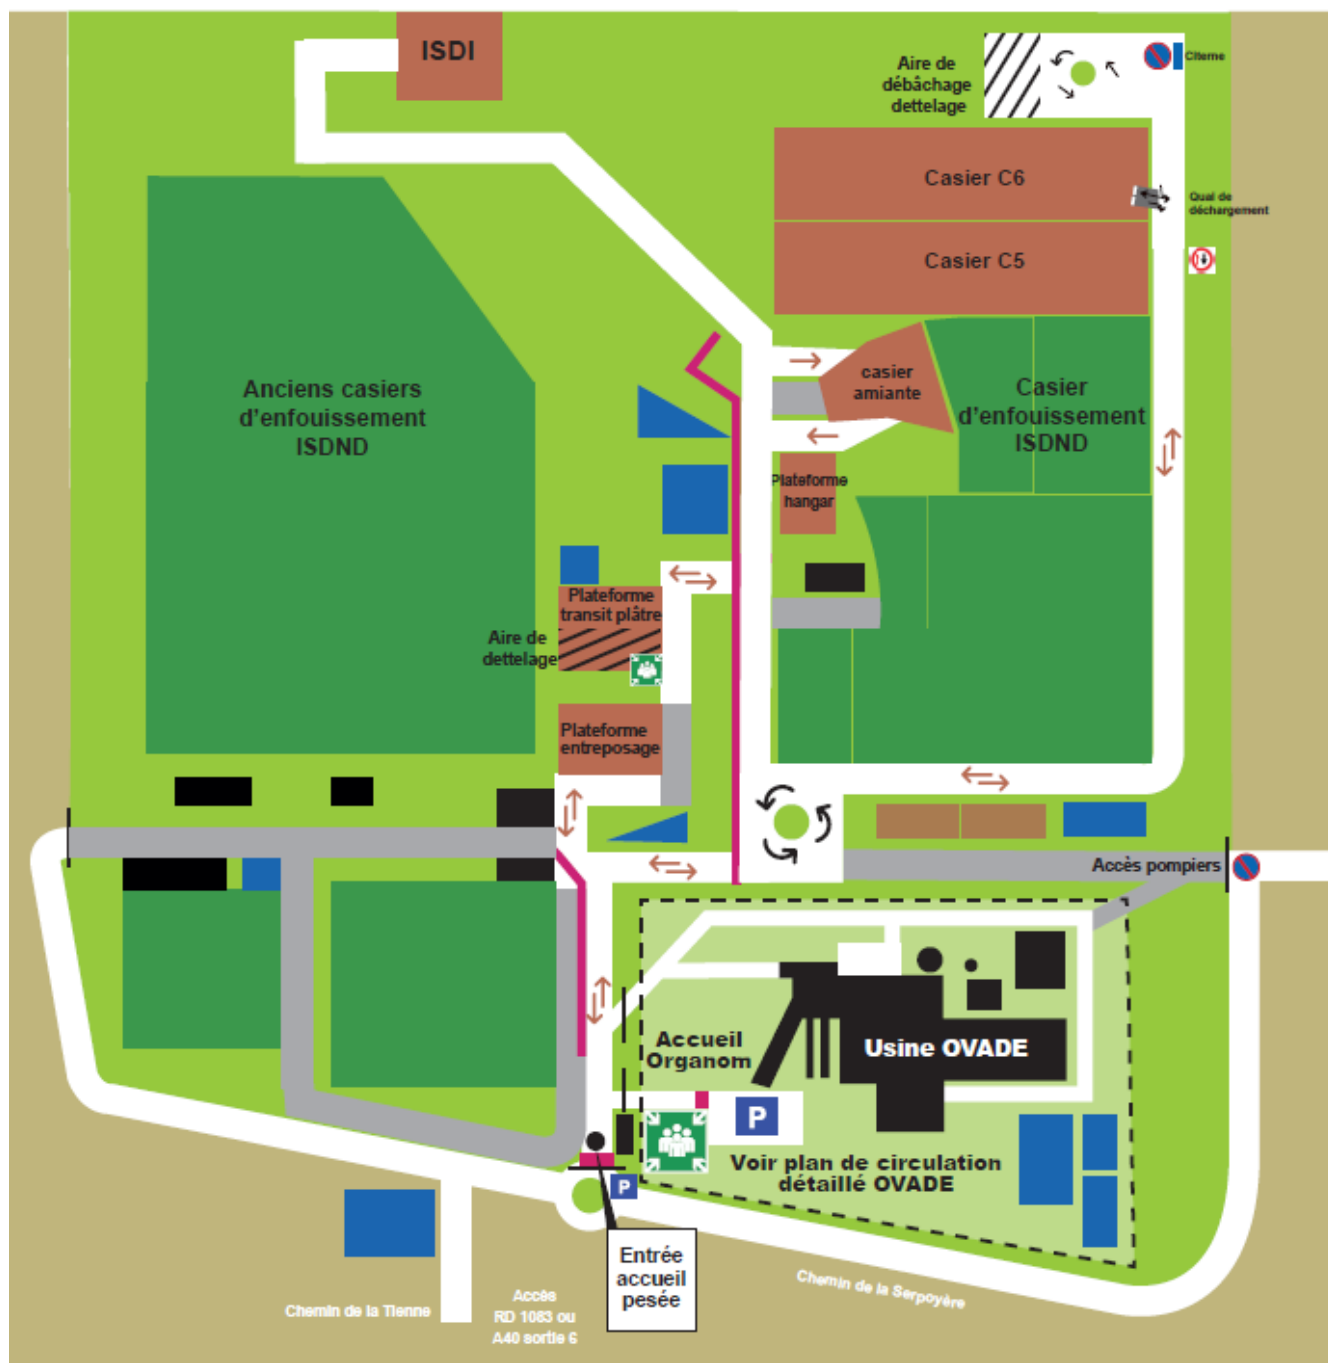 ISDI
Aire de
débâchage
dettelage
Citerne
Casier C6
Quai de
déchargement
Casier C5
casier
amiante
Anciens casiers
d'enfouissement
ISDND
Casier
d'enfouissement
ISDND
Plateforme
hangar
Plateforme
transit plâtre
Aire de
dettelage
Plateforme
entreposage
Accès pompiers
Accueil
Organom
Usine OVADE
P
Voir plan de circulation
détaillé OVADE
P
Entrée
accueil
pesée
Chemin de la Serpoyère
Chemin de la Tienne
Accès
RD 1083 ou
A40 sortie 6